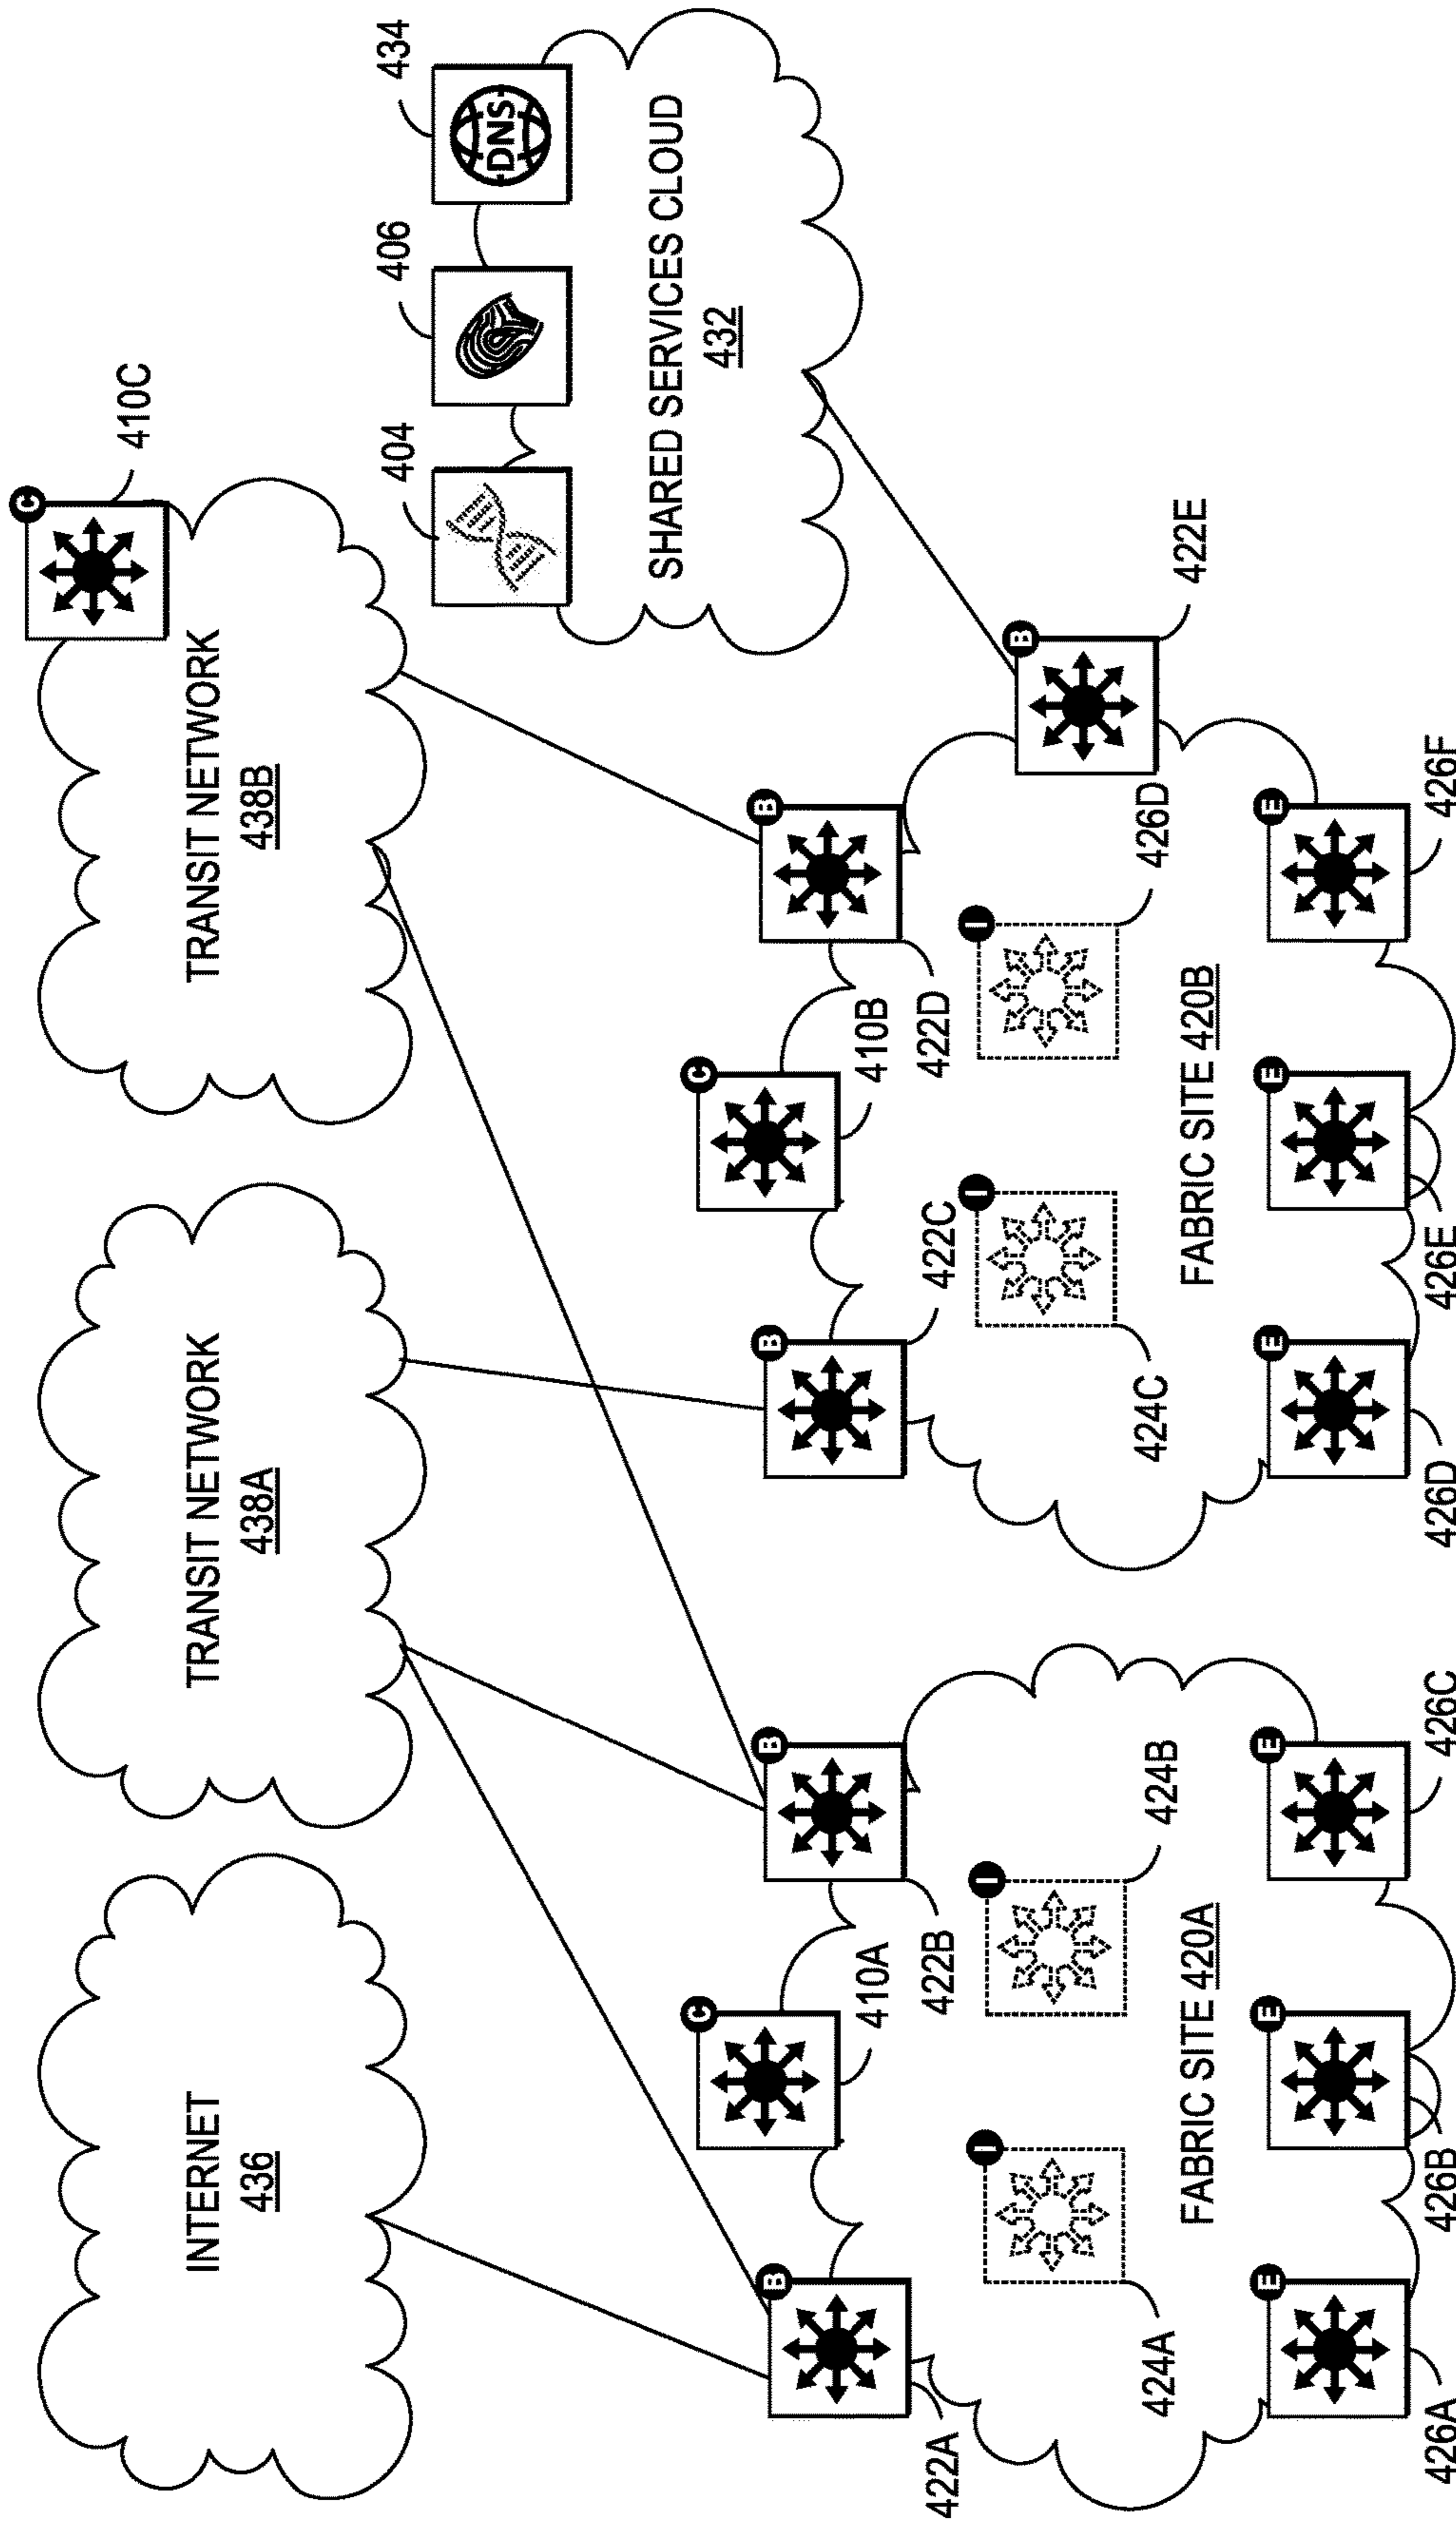 INTERNET
436
TRANSIT NETWORK
438A
TRANSIT NETWORK
438B
C
410C
404
406
434
DNS
SHARED SERVICES CLOUD
432
B
422A
C
410A
B
422B
I
424A
I
424B
FABRIC SITE 420A
E
426A
E
426B
E
426C
B
422C
C
410B
B
422D
B
422E
I
424C
I
426D
FABRIC SITE 420B
E
426D
E
426E
E
426F